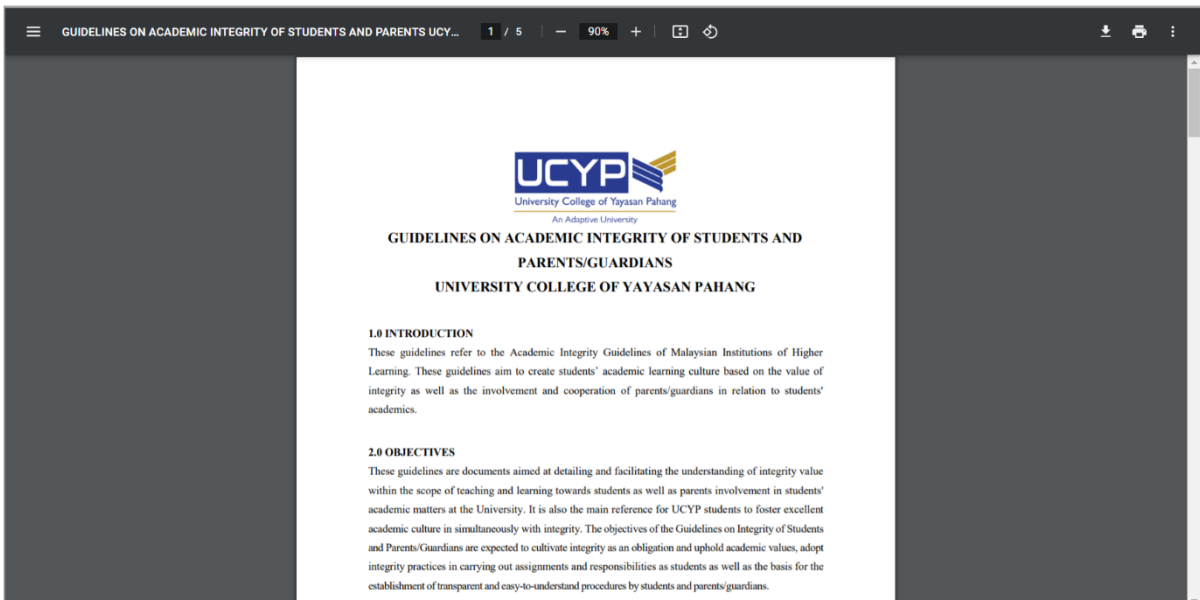 GUIDELINES ON ACADEMIC INTEGRITY OF STUDENTS AND PARENTS UCY...
1 / 5
90%
UCYP
University College of Yayasan Pahang
An Adaptive University
GUIDELINES ON ACADEMIC INTEGRITY OF STUDENTS AND
PARENTS/GUARDIANS
UNIVERSITY COLLEGE OF YAYASAN PAHANG
1.0 INTRODUCTION
These guidelines refer to the Academic Integrity Guidelines of Malaysian Institutions of Higher
Learning. These guidelines aim to create students' academic learning culture based on the value of
integrity as well as the involvement and cooperation of parents/guardians in relation to students'
academics.
2.0 OBJECTIVES
These guidelines are documents aimed at detailing and facilitating the understanding of integrity value
within the scope of teaching and learning towards students as well as parents involvement in students'
academic matters at the University. It is also the main reference for UCYP students to foster excellent
academic culture in simultaneously with integrity. The objectives of the Guidelines on Integrity of Students
and Parents/Guardians are expected to cultivate integrity as an obligation and uphold academic values, adopt
integrity practices in carrying out assignments and responsibilities as students as well as the basis for the
establishment of transparent and easy-to-understand procedures by students and parents/guardians.